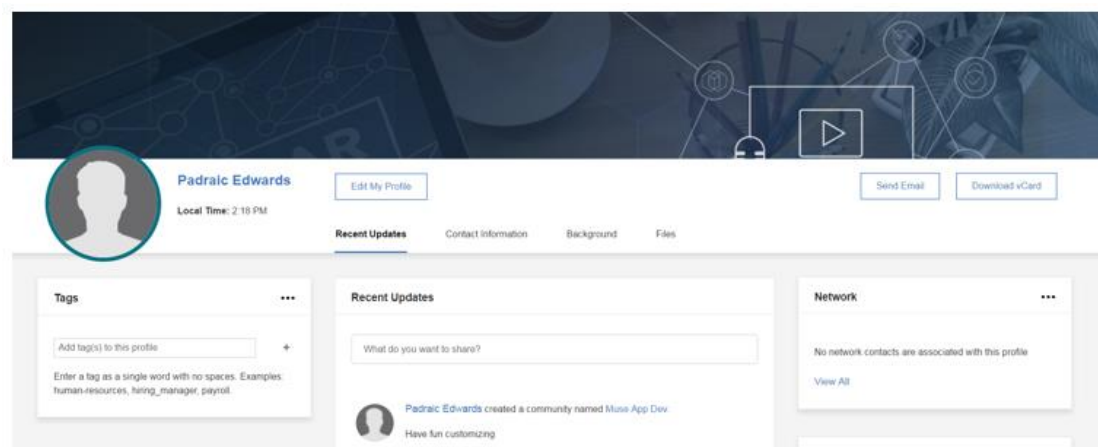 Padraic Edwards
Local Time: 2:18 PM
Edit My Profile
Send Email
Download vCard
Recent Updates
Contact Information
Background
Files
Tags
•••
Add tag(s) to this profile
+
Enter a tag as a single word with no spaces. Examples:
human-resources, hiring_manager, payroll.
Recent Updates
What do you want to share?
Padraic Edwards created a community named Muse App Dev.
Have fun customizing
Network
•••
No network contacts are associated with this profile
View All